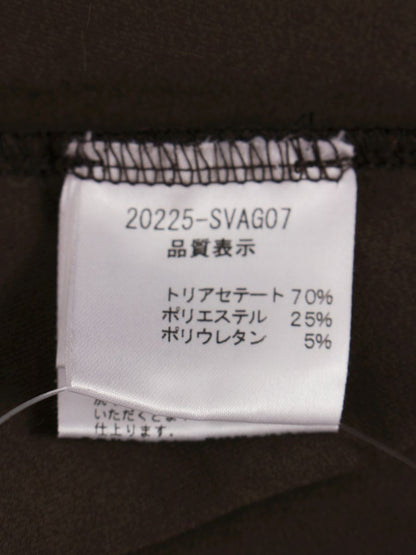 20225-SVAG07
品質表示
トリアセテート 70%
ポリエステル 25%
ポリウレタン 5%
いただくと
仕上ります。